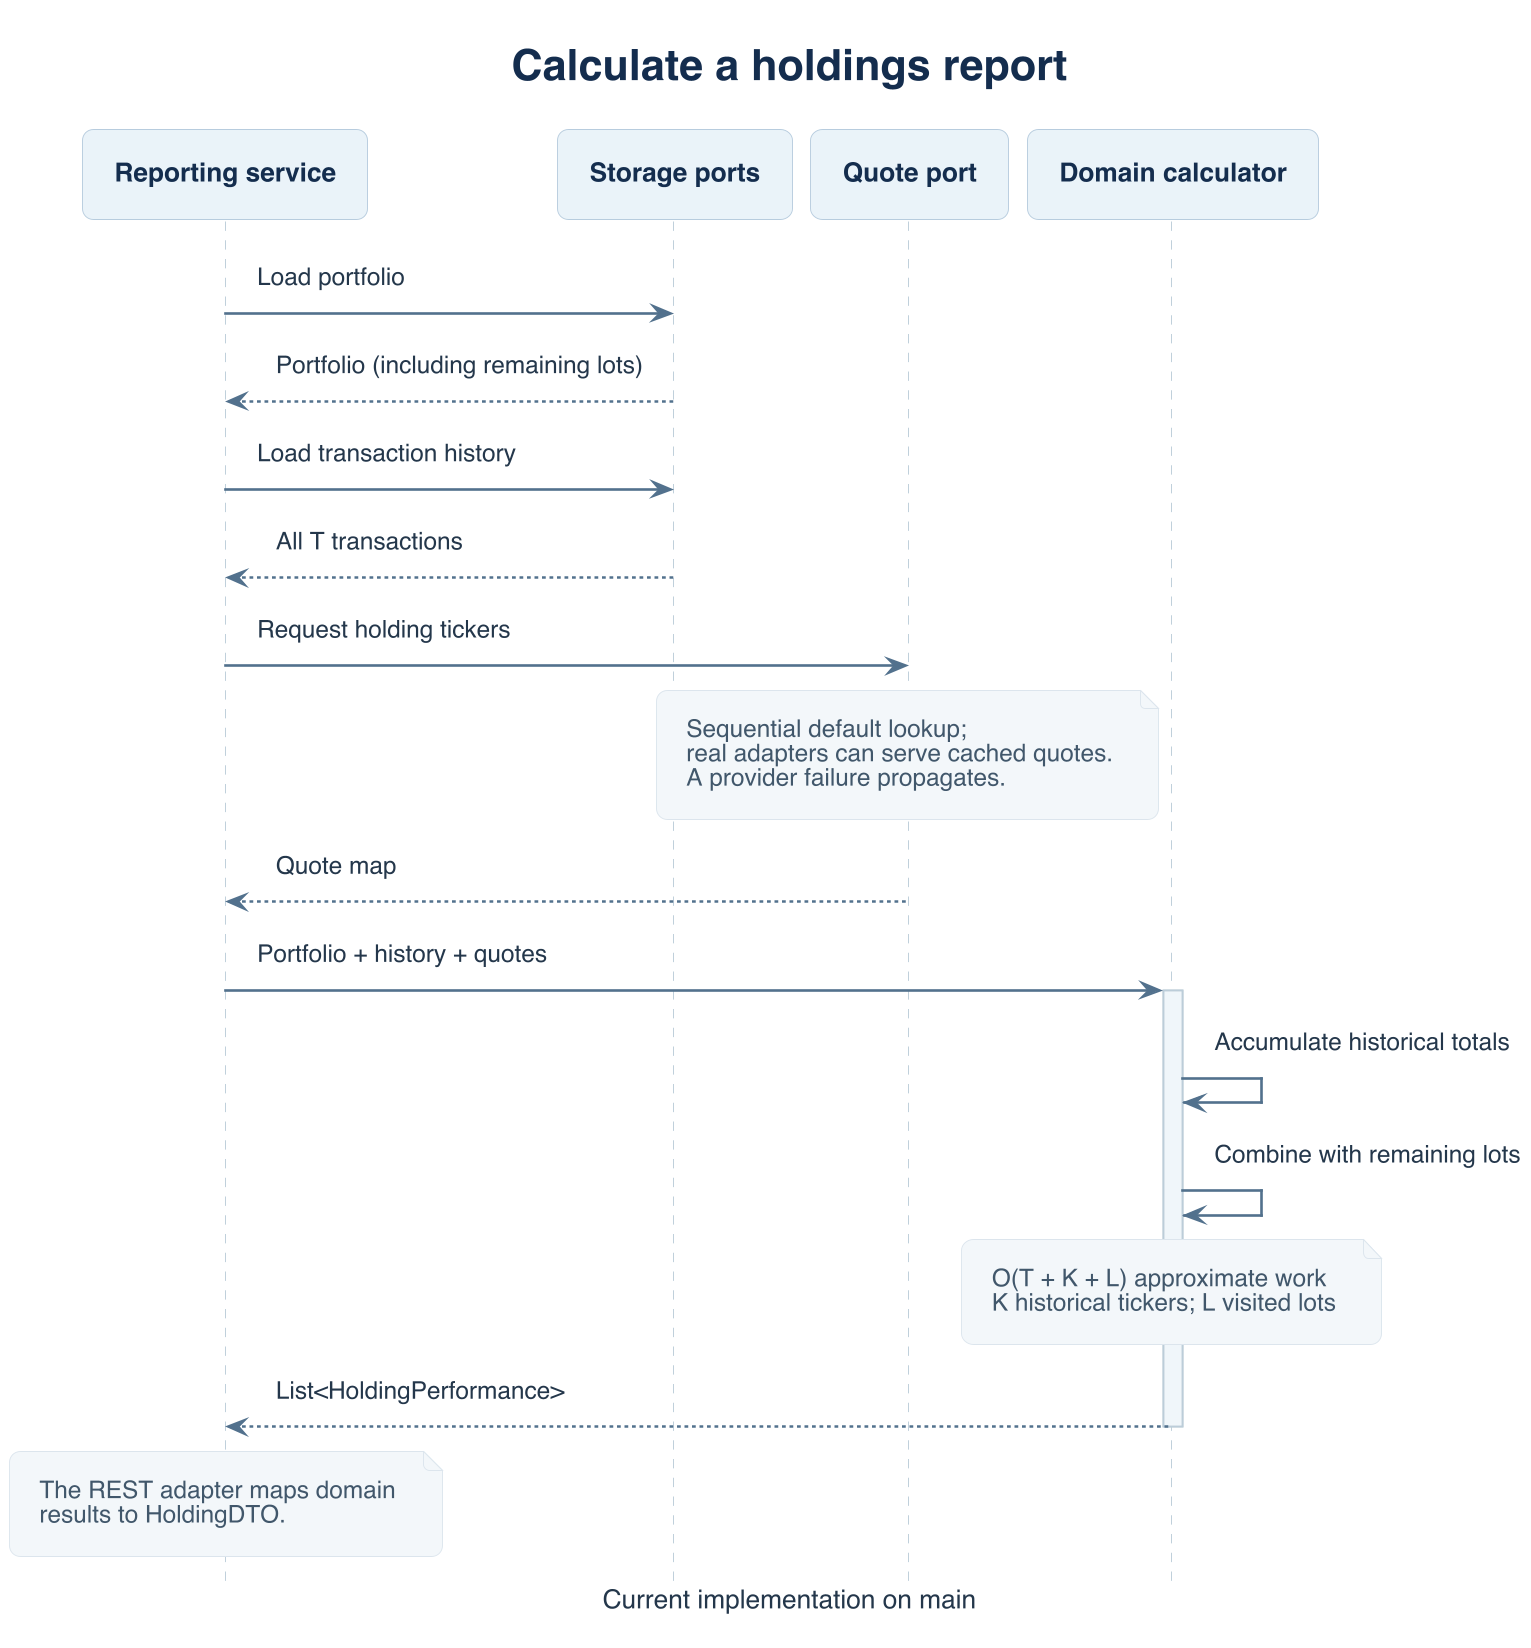 Calculate a holdings report
Reporting service
Storage ports
Quote port
Domain calculator
Load portfolio
Portfolio (including remaining lots)
Load transaction history
All T transactions
Request holding tickers
Sequential default lookup;
real adapters can serve cached quotes.
A provider failure propagates.
Quote map
Portfolio + history + quotes
Accumulate historical totals
Combine with remaining lots
O(T + K + L) approximate work
K historical tickers; L visited lots
List<HoldingPerformance>
The REST adapter maps domain
results to HoldingDTO.
Current implementation on main